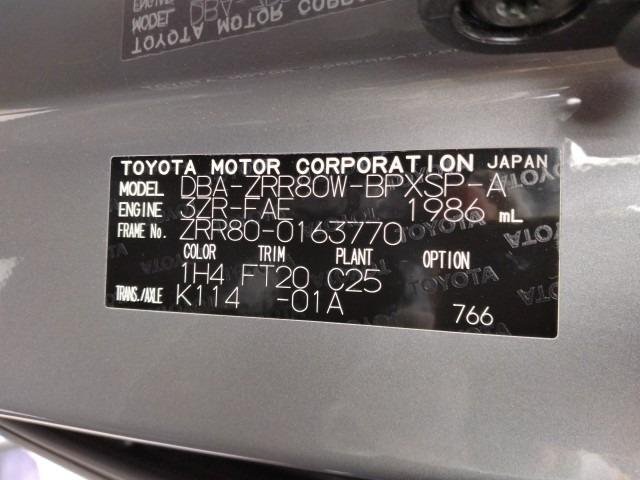 TOYOTA MOTOR CORPORATION JAPAN
MODEL DBA-ZRR80W-BPXSP-A
ENGINE 3ZR-FAE 1986 mL
FRAME No. ZRR80-0163770
COLOR TRIM PLANT OPTION
1H4 FT20 C25
TRANS./AXLE K114 -01A
766